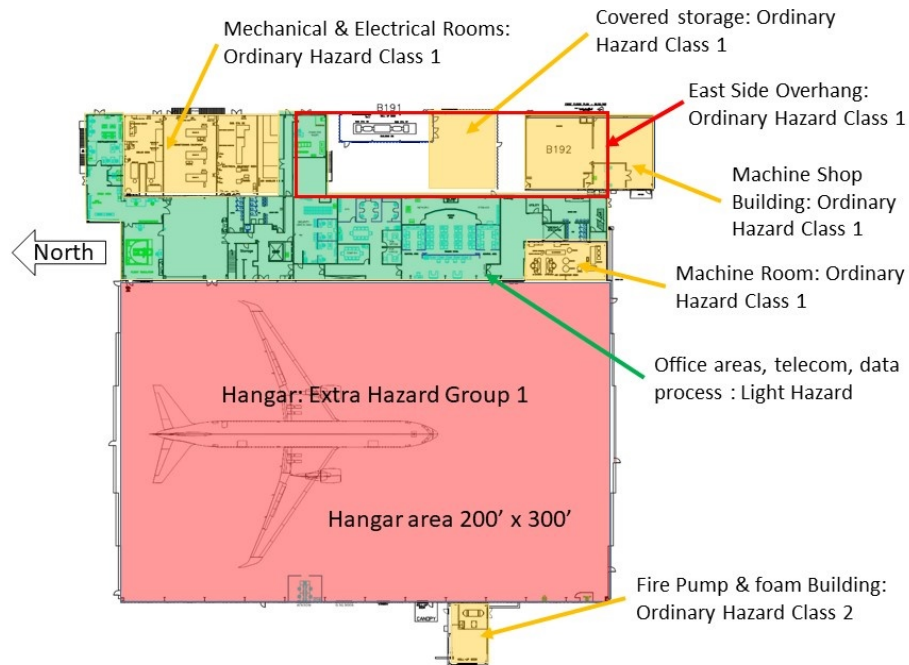 Mechanical & Electrical Rooms:
Ordinary Hazard Class 1
Covered storage: Ordinary
Hazard Class 1
East Side Overhang:
Ordinary Hazard Class 1
B191
B192
Machine Shop
Building: Ordinary
Hazard Class 1
North
Storage
Machine Room: Ordinary
Hazard Class 1
Office areas, telecom, data
process : Light Hazard
Hangar: Extra Hazard Group 1
Hangar area 200’ x 300’
Fire Pump & foam Building:
Ordinary Hazard Class 2
CANOPY